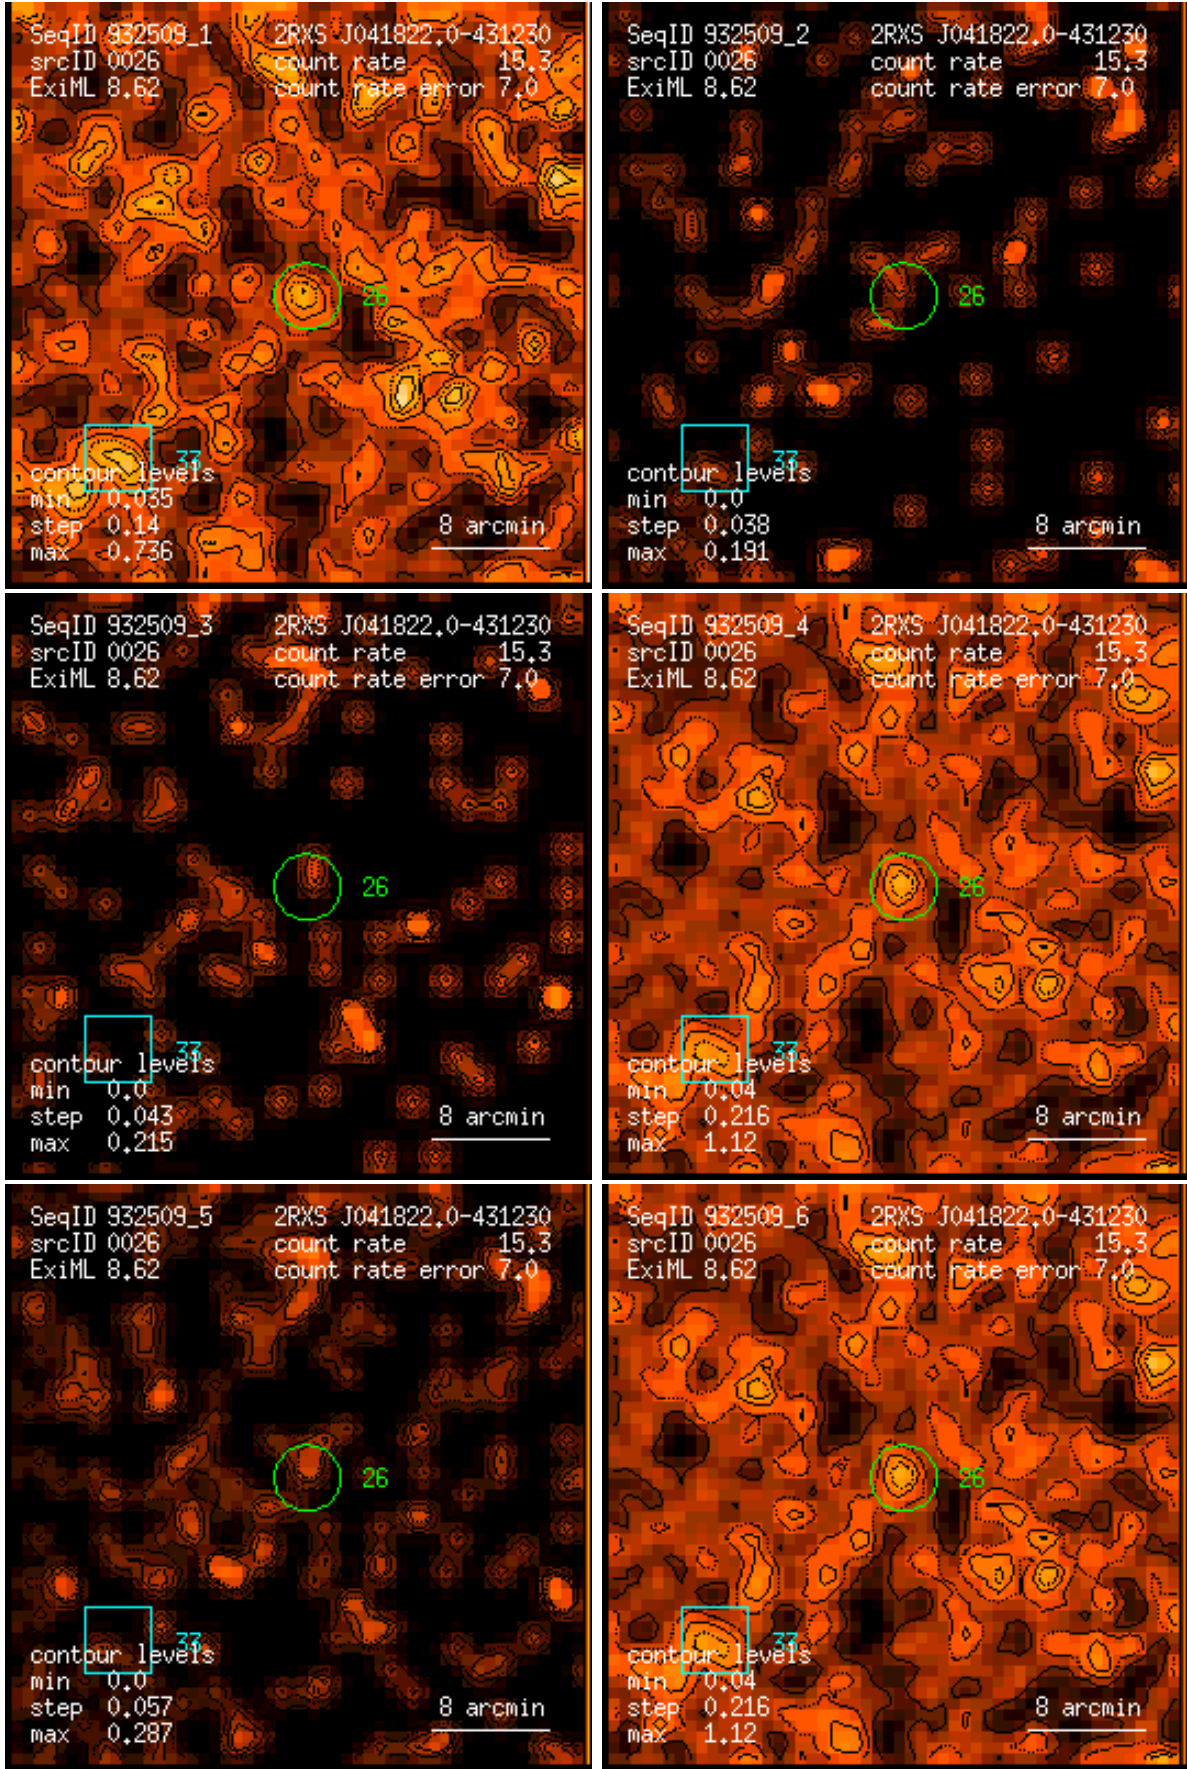 SeqID 932509_1 2RXS J041822.0-431230
srcID 0026 count rate 15.3
ExiML 8.62 count rate error 7.0
26
33
contour levels
min 0.035
step 0.14 8 arcmin
max 0.736
SeqID 932509_2 2RXS J041822.0-431230
srcID 0026 count rate 15.3
ExiML 8.62 count rate error 7.0
26
33
contour levels
min 0.0
step 0.038 8 arcmin
max 0.191
SeqID 932509_3 2RXS J041822.0-431230
srcID 0026 count rate 15.3
ExiML 8.62 count rate error 7.0
26
33
contour levels
min 0.0
step 0.043 8 arcmin
max 0.215
SeqID 932509_4 2RXS J041822.0-431230
srcID 0026 count rate 15.3
ExiML 8.62 count rate error 7.0
26
33
contour levels
min 0.04
step 0.216 8 arcmin
max 1.12
SeqID 932509_5 2RXS J041822.0-431230
srcID 0026 count rate 15.3
ExiML 8.62 count rate error 7.0
26
33
contour levels
min 0.0
step 0.057 8 arcmin
max 0.287
SeqID 932509_6 2RXS J041822.0-431230
srcID 0026 count rate 15.3
ExiML 8.62 count rate error 7.0
26
33
contour levels
min 0.04
step 0.216 8 arcmin
max 1.12